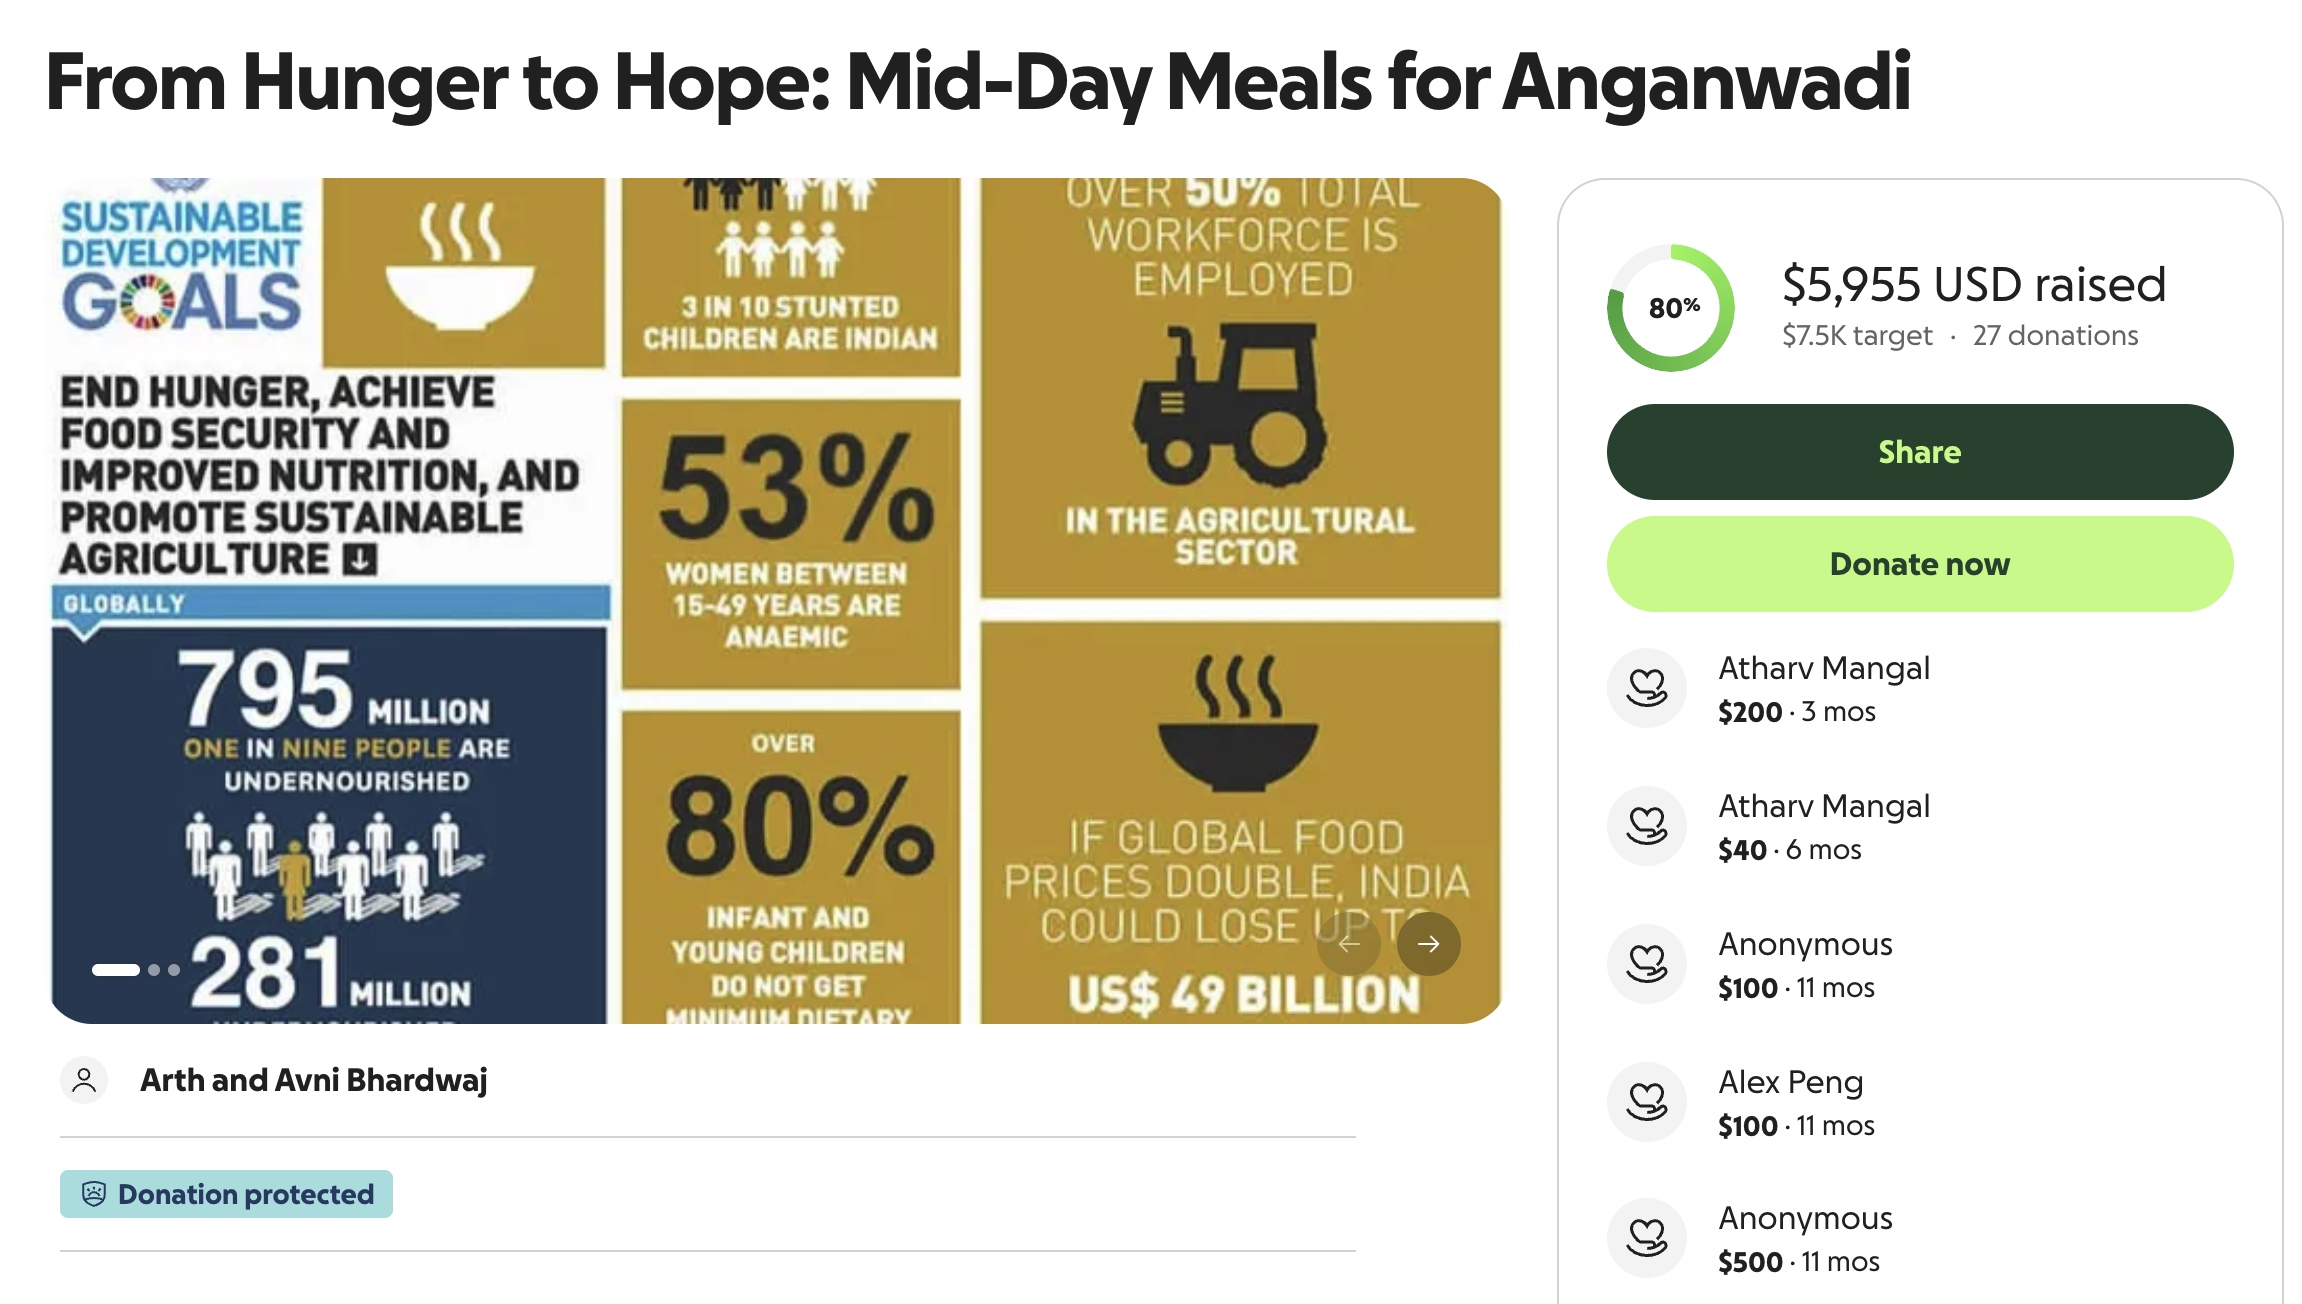 From Hunger to Hope: Mid-Day Meals for Anganwadi
SUSTAINABLE
DEVELOPMENT
GOALS
END HUNGER, ACHIEVE
FOOD SECURITY AND
IMPROVED NUTRITION, AND
PROMOTE SUSTAINABLE
AGRICULTURE
GLOBALLY
795 MILLION
ONE IN NINE PEOPLE ARE
UNDERNOURISHED
281 MILLION
3 IN 10 STUNTED
CHILDREN ARE INDIAN
53%
WOMEN BETWEEN
15-49 YEARS ARE
ANAEMIC
OVER
80%
INFANT AND
YOUNG CHILDREN
DO NOT GET
MINIMUM DIETARY
OVER 50% TOTAL
WORKFORCE IS
EMPLOYED
IN THE AGRICULTURAL
SECTOR
IF GLOBAL FOOD
PRICES DOUBLE, INDIA
COULD LOSE UP TO
US$ 49 BILLION
Arth and Avni Bhardwaj
Donation protected
80%
$5,955 USD raised
$7.5K target · 27 donations
Share
Donate now
Atharv Mangal
$200 · 3 mos
Atharv Mangal
$40 · 6 mos
Anonymous
$100 · 11 mos
Alex Peng
$100 · 11 mos
Anonymous
$500 · 11 mos